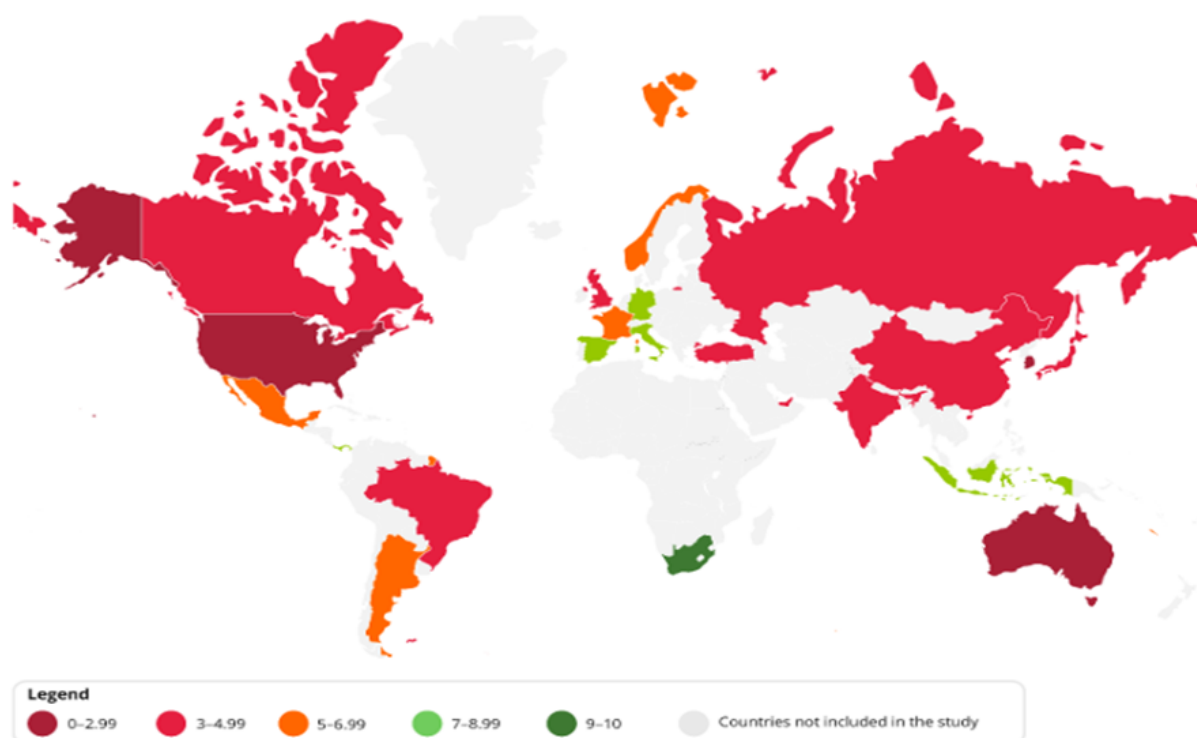 Legend
0–2.99 3–4.99 5–6.99 7–8.99 9–10 Countries not included in the study